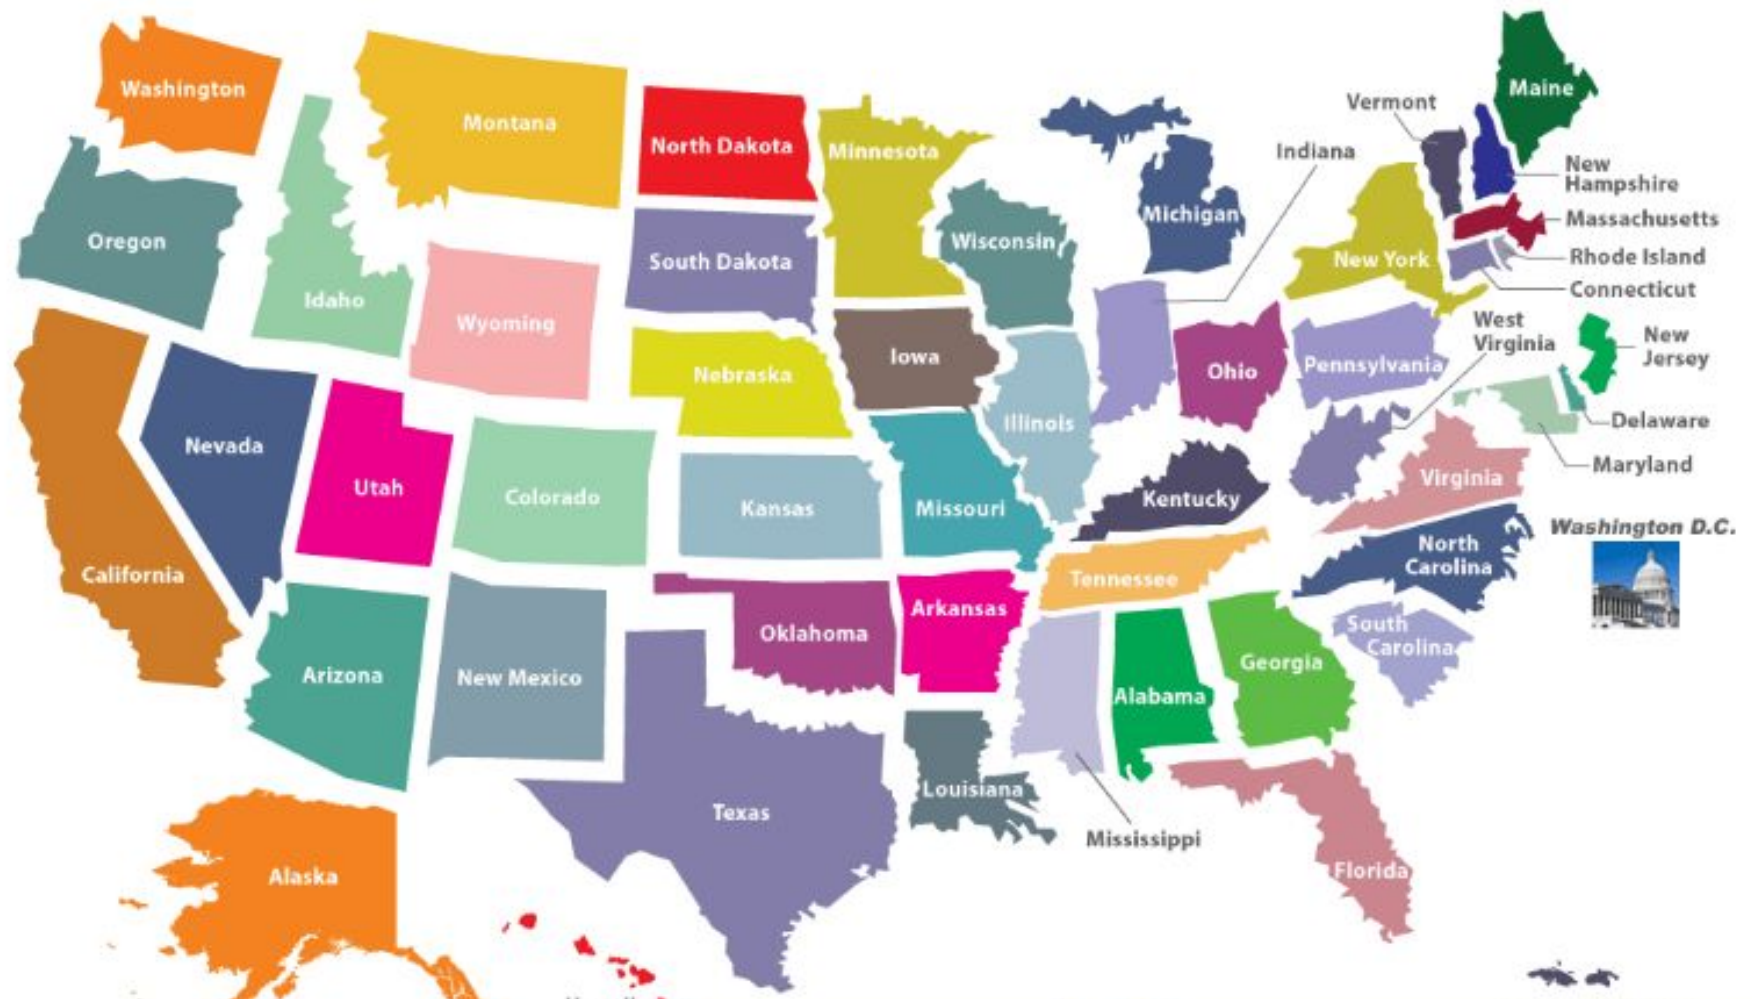 Washington
Montana
North Dakota
Minnesota
Maine
Vermont
Indiana
New
Hampshire
Oregon
Idaho
South Dakota
Wisconsin
Michigan
New York
Massachusetts
Rhode Island
Connecticut
Wyoming
Nebraska
Iowa
Illinois
Ohio
Pennsylvania
West
Virginia
New
Jersey
Delaware
Maryland
Nevada
Utah
Colorado
Kansas
Missouri
Kentucky
Virginia
Washington D.C.
California
Arizona
New Mexico
Oklahoma
Arkansas
Tennessee
North
Carolina
South
Carolina
Georgia
Alabama
Texas
Louisiana
Mississippi
Florida
Alaska